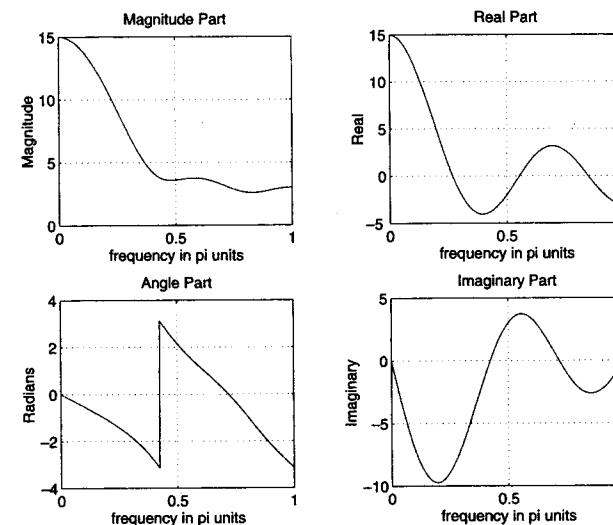 Magnitude Part
15
10
5
0
Magnitude
0
0.5
1
frequency in pi units
Real Part
15
10
5
0
−5
Real
0
0.5
frequency in pi units
Angle Part
4
2
0
−2
−4
Radians
0
0.5
1
frequency in pi units
Imaginary Part
5
0
−5
−10
Imaginary
0
0.5
frequency in pi units